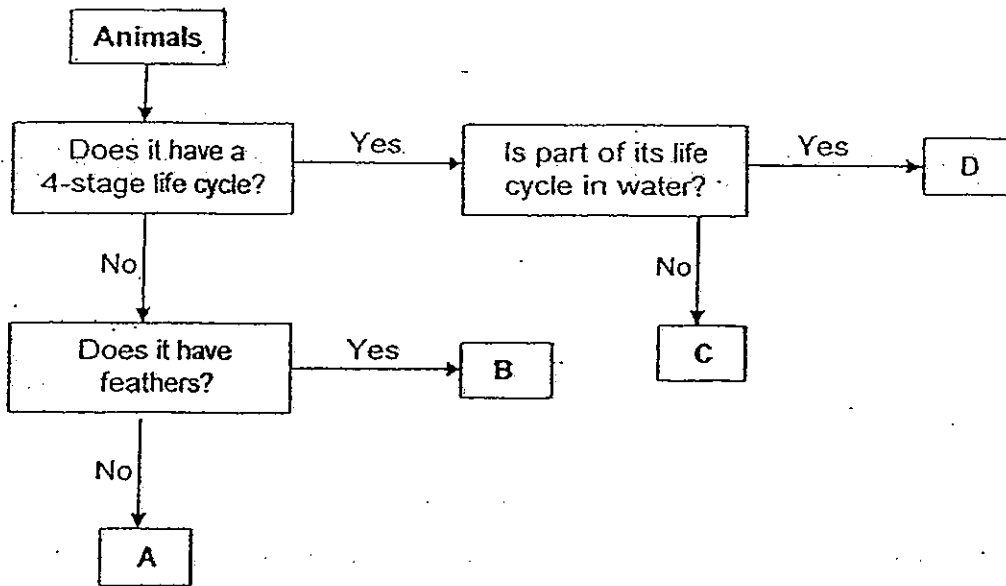 Animals
Does it have a
4-stage life cycle?
Yes.
Is part of its life
cycle in water?
Yes
D
No
No
Does it have
feathers?
Yes
B
C
No
A